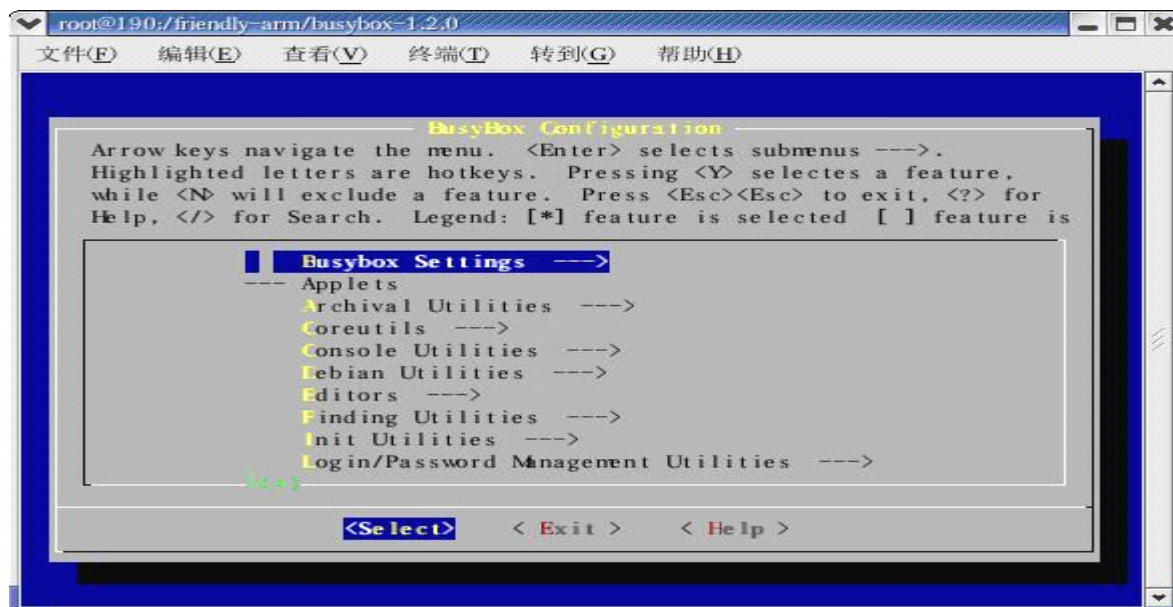 root@190:/friendly-arm/busybox-1.2.0
文件(F) 编辑(E) 查看(V) 终端(T) 转到(G) 帮助(H)
BusyBox Configuration
Arrow keys navigate the menu. <Enter> selects submenus --->.
Highlighted letters are hotkeys. Pressing <Y> selectes a feature,
while <N> will exclude a feature. Press <Esc><Esc> to exit, <?> for
Help, </> for Search. Legend: [*] feature is selected [ ] feature is
Busybox Settings --->
--- Applets
Archival Utilities --->
Coreutils --->
Console Utilities --->
Debian Utilities --->
Editors --->
Finding Utilities --->
Init Utilities --->
Login/Password Management Utilities --->
<Select> < Exit > < Help >